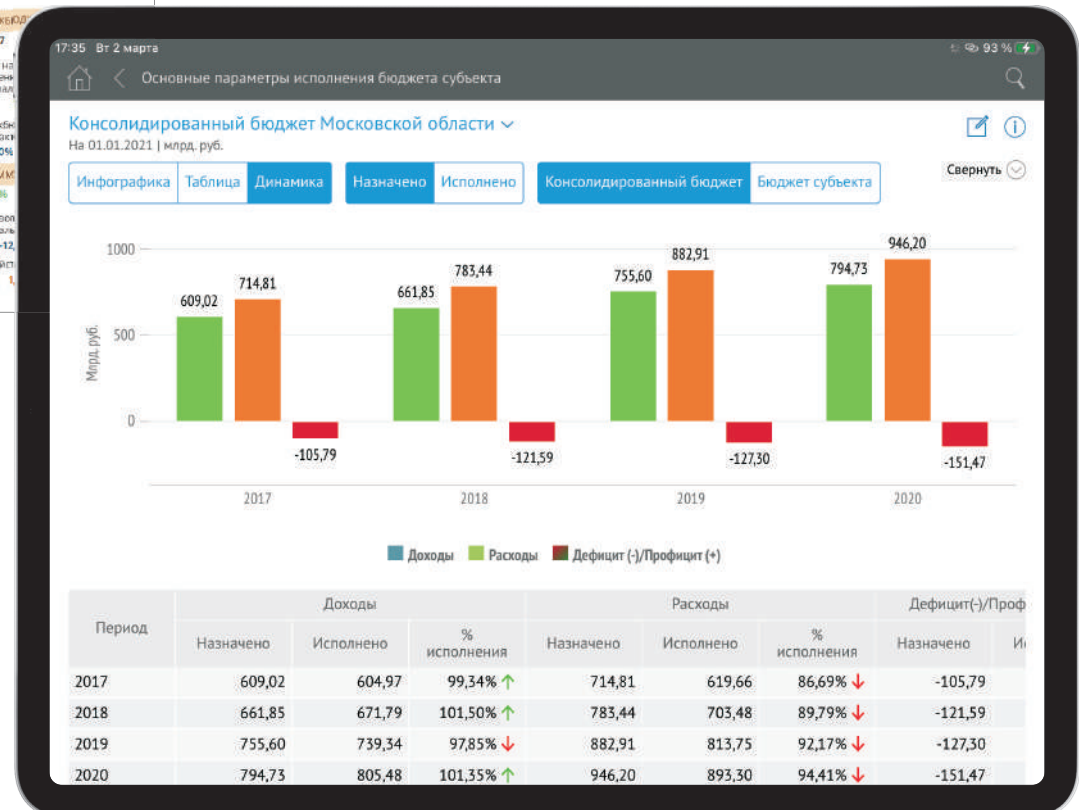 17:35 Вт 2 марта
93 %
Основные параметры исполнения бюджета субъекта
Консолидированный бюджет Московской области
На 01.01.2021 | млрд. руб.
Инфографика Таблица Динамика Назначено Исполнено Консолидированный бюджет Бюджет субъекта Свернуть
Млрд. руб.
1000
500
0
609,02 714,81 -105,79
661,85 783,44 -121,59
755,60 882,91 -127,30
794,73 946,20 -151,47
2017 2018 2019 2020
Доходы Расходы Дефицит (-)/Профицит (+)
Период Доходы Расходы Дефицит(-)/Проф
Назначено Исполнено % исполнения Назначено Исполнено % исполнения Назначено
2017 609,02 604,97 99,34% ↑ 714,81 619,66 86,69% ↓ -105,79
2018 661,85 671,79 101,50% ↑ 783,44 703,48 89,79% ↓ -121,59
2019 755,60 739,34 97,85% ↓ 882,91 813,75 92,17% ↓ -127,30
2020 794,73 805,48 101,35% ↑ 946,20 893,30 94,41% ↓ -151,47